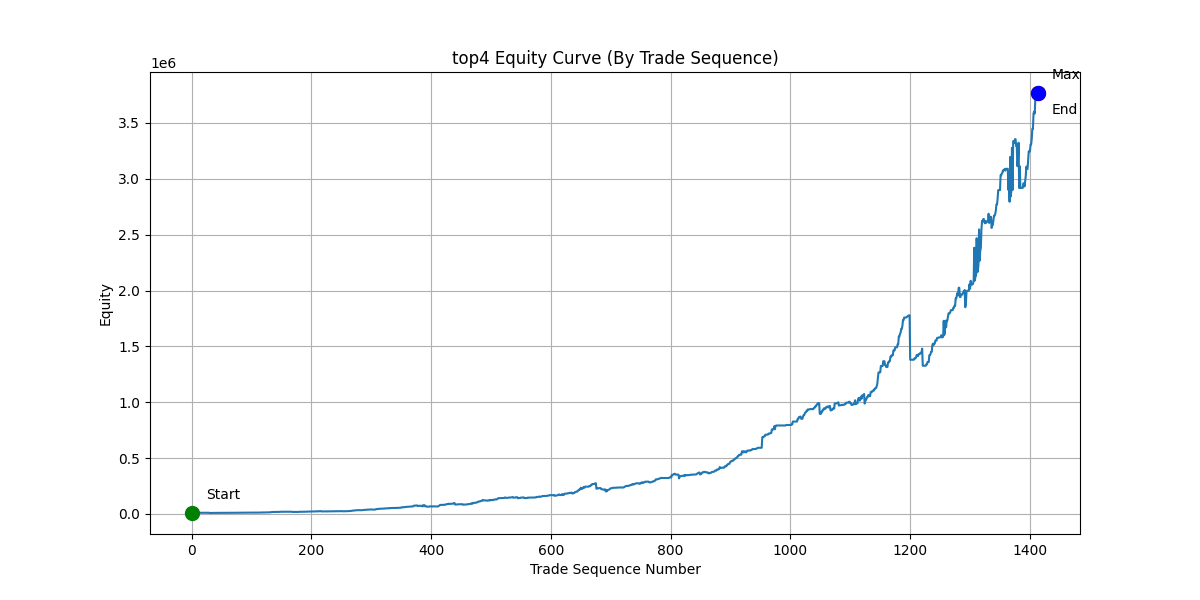 top4 Equity Curve (By Trade Sequence)
1e6
Max
End
3.5
3.0
2.5
2.0
1.5
1.0
0.5
0.0
Equity
Start
0 200 400 600 800 1000 1200 1400
Trade Sequence Number